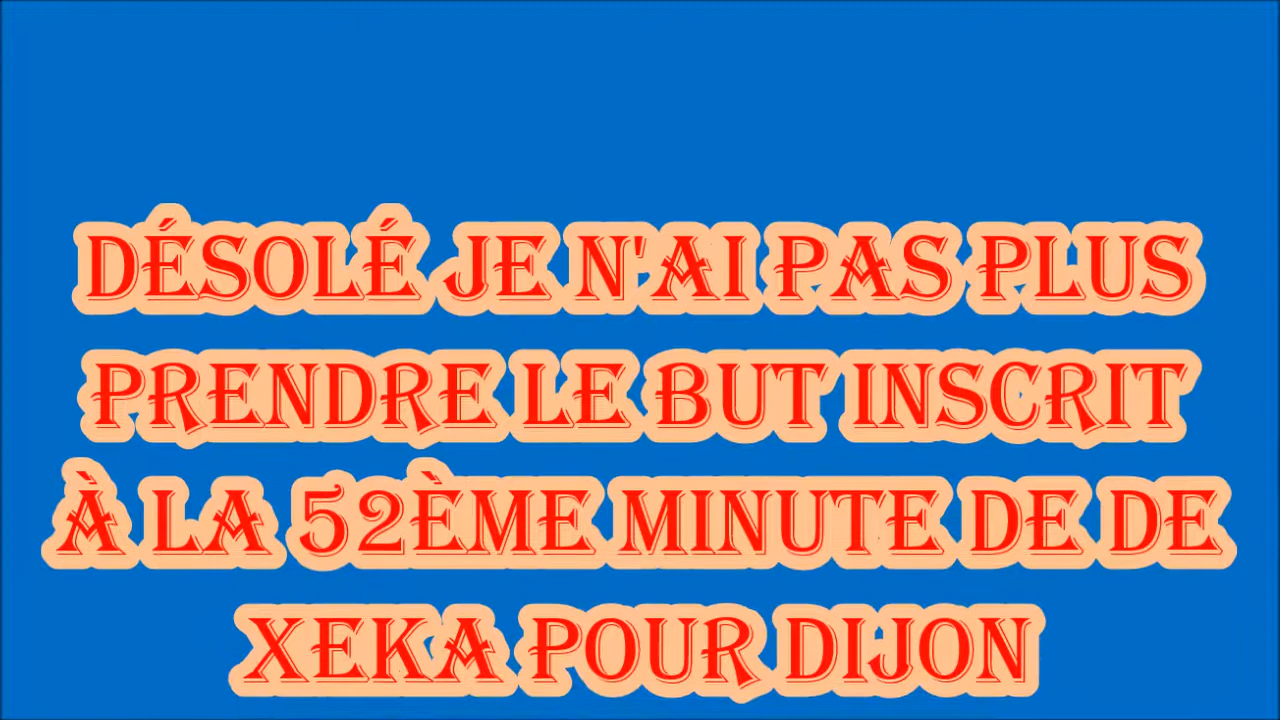 DÉSOLÉ JE N'AI PAS PLUS
PRENDRE LE BUT INSCRIT
À LA 52ÈME MINUTE DE DE
XEKA POUR DIJON